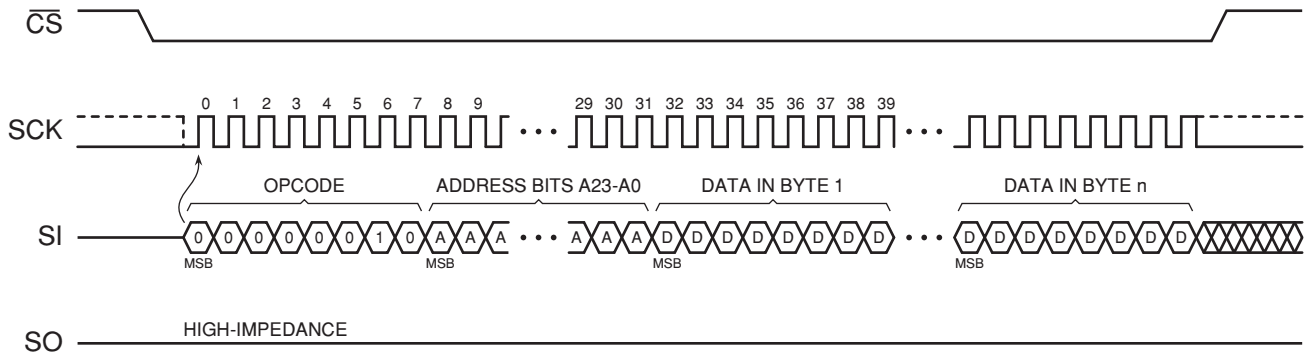 CS
SCK
0 1 2 3 4 5 6 7 8 9 29 30 31 32 33 34 35 36 37 38 39
OPCODE ADDRESS BITS A23-A0 DATA IN BYTE 1 DATA IN BYTE n
SI
0 0 0 0 0 0 1 0 A A A A A A D D D D D D D D D D D D D D D D
MSB MSB MSB MSB
HIGH-IMPEDANCE
SO